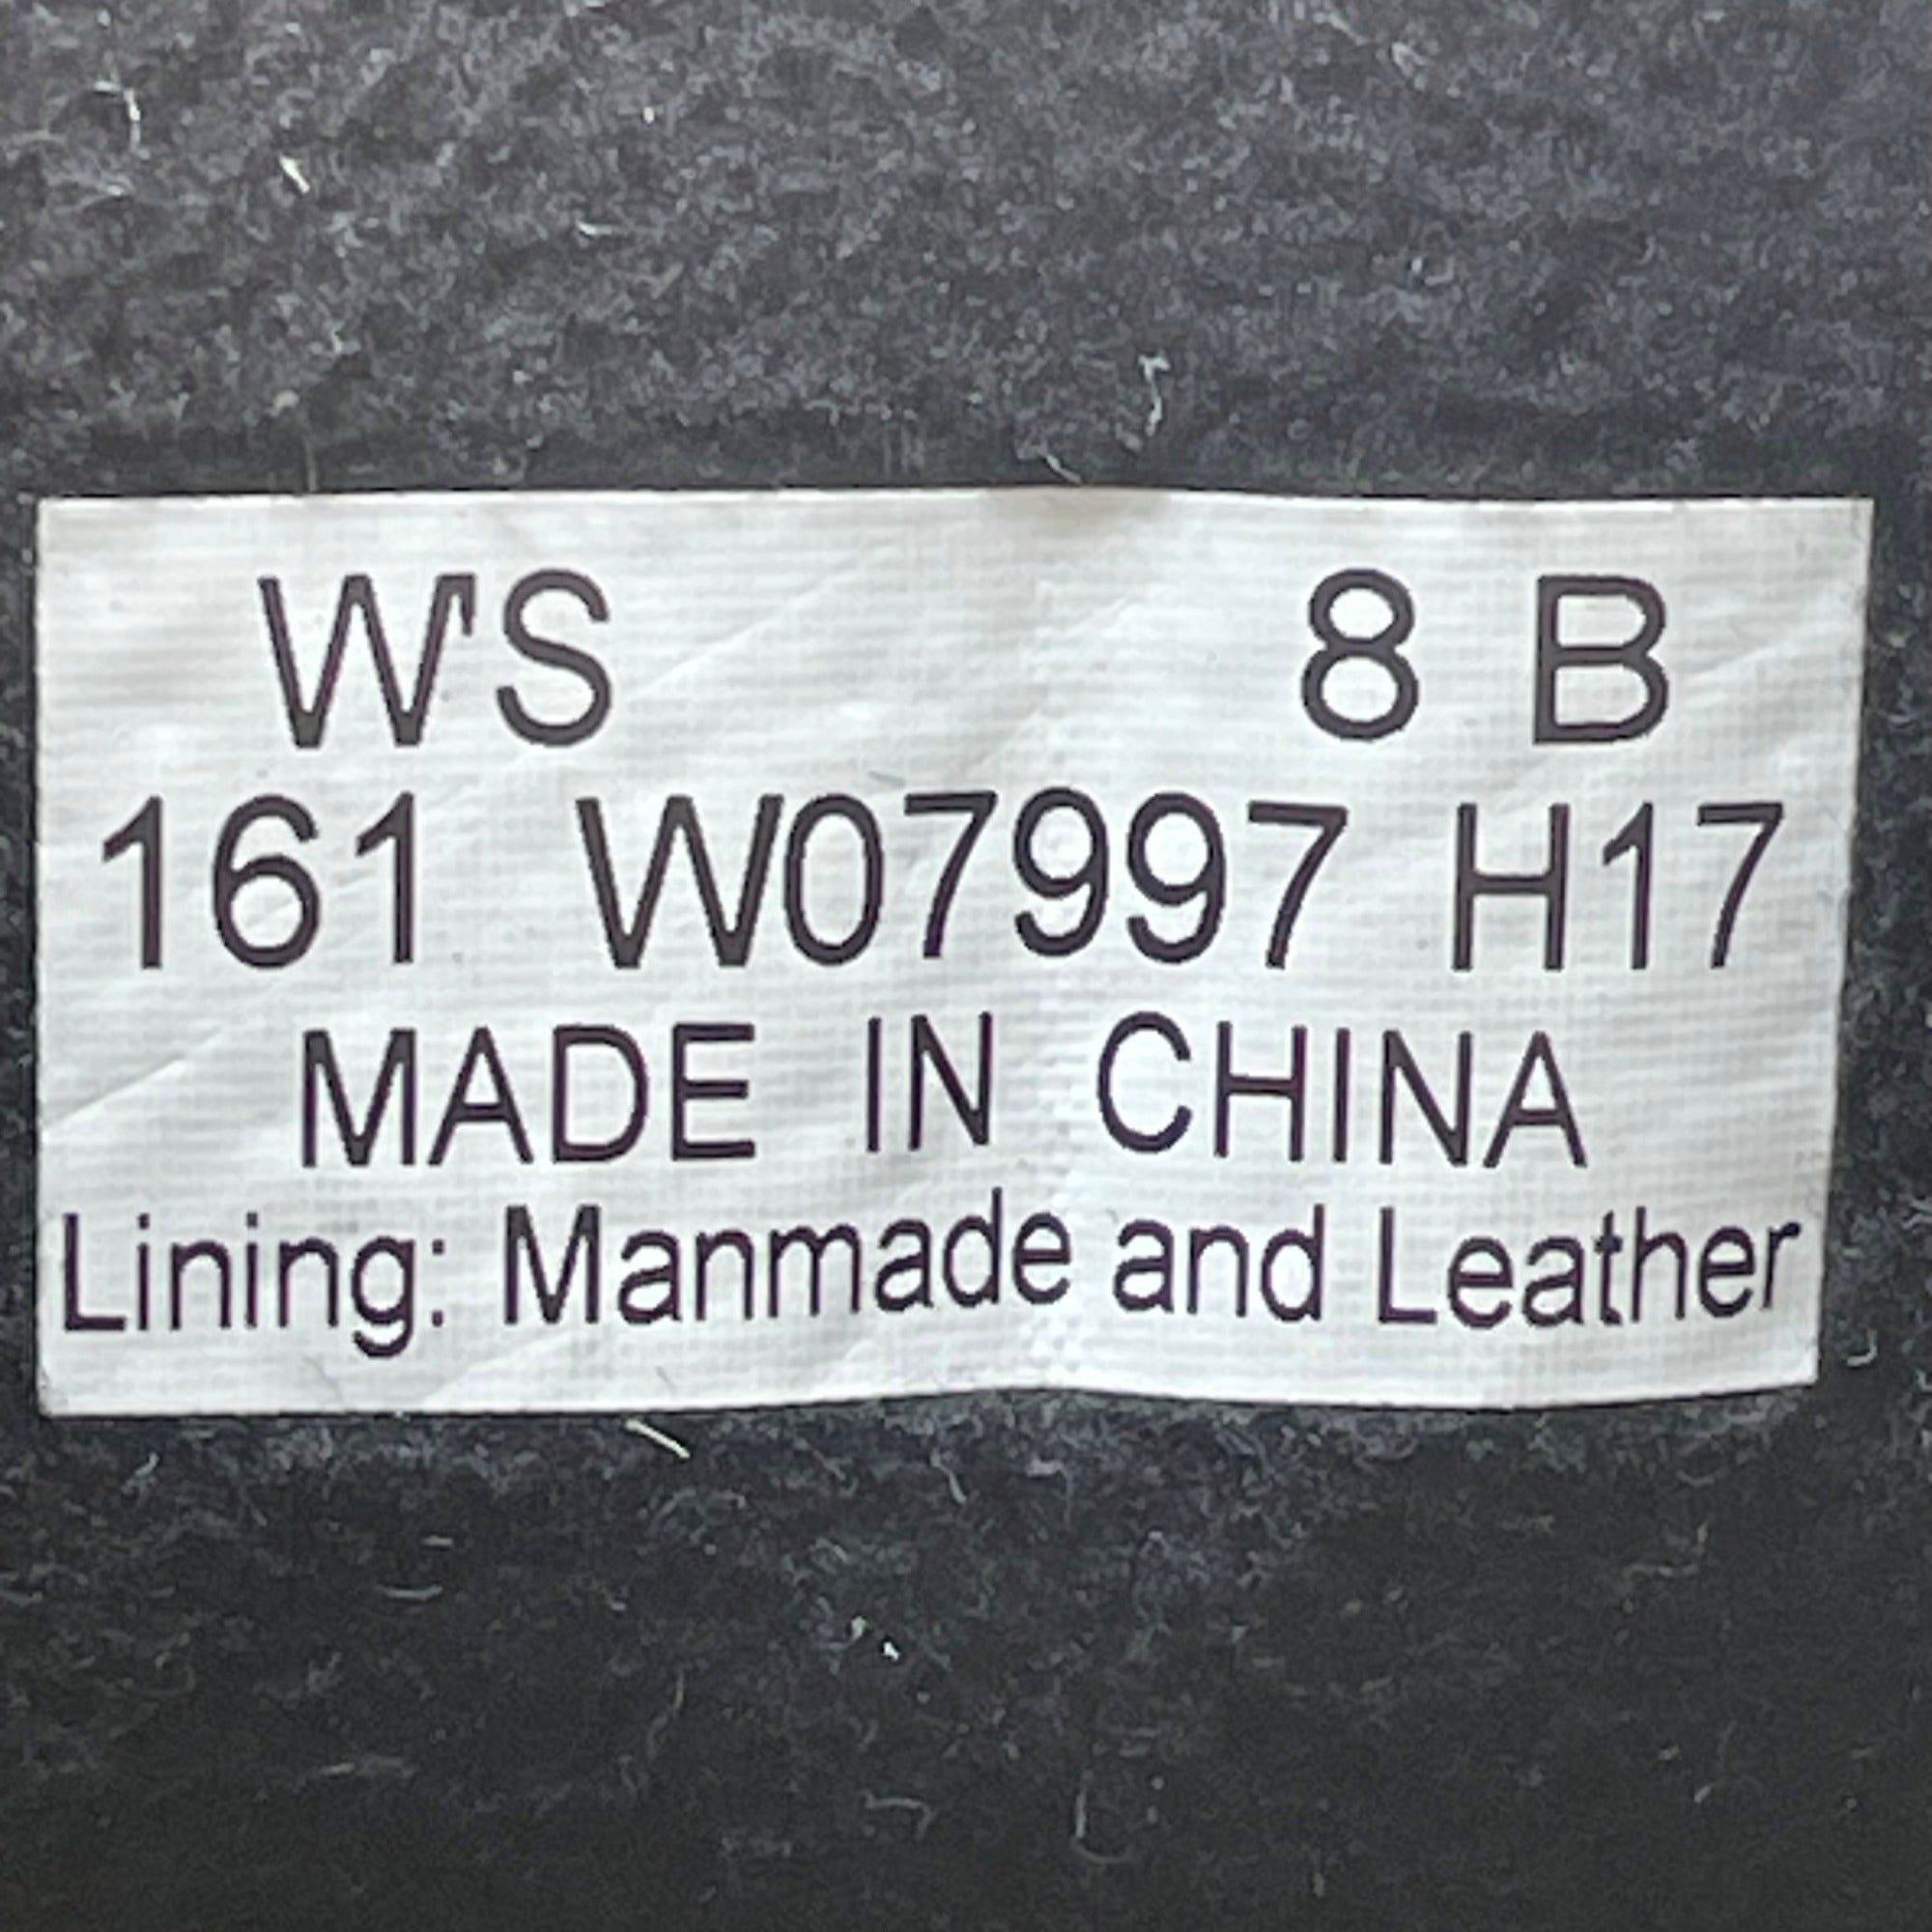 W'S 8 B
161 W07997 H17
MADE IN CHINA
Lining: Manmade and Leather